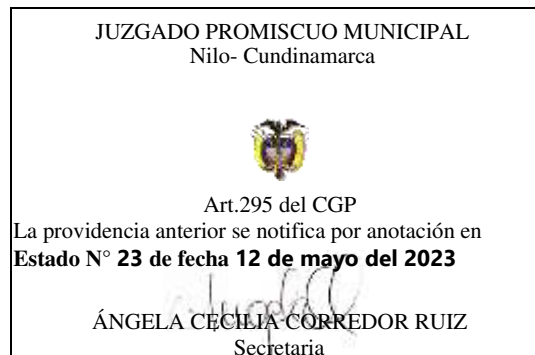 JUZGADO PROMISCUO MUNICIPAL
Nilo- Cundinamarca
Art.295 del CGP
La providencia anterior se notifica por anotación en
Estado N° 23 de fecha 12 de mayo del 2023
ÁNGELA CECILIA CORREDOR RUIZ
Secretaria